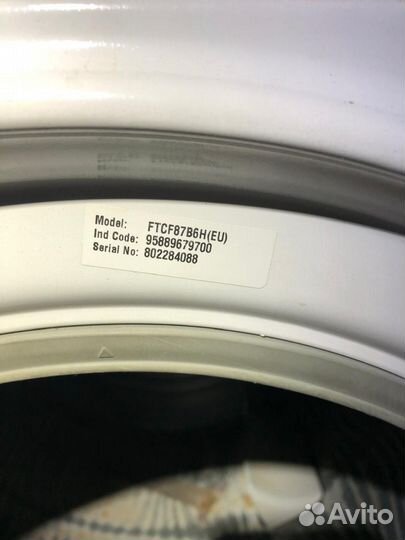 Model: FTCF87B6H(EU)
Ind Code: 95889679700
Serial No: 802284088
Avito